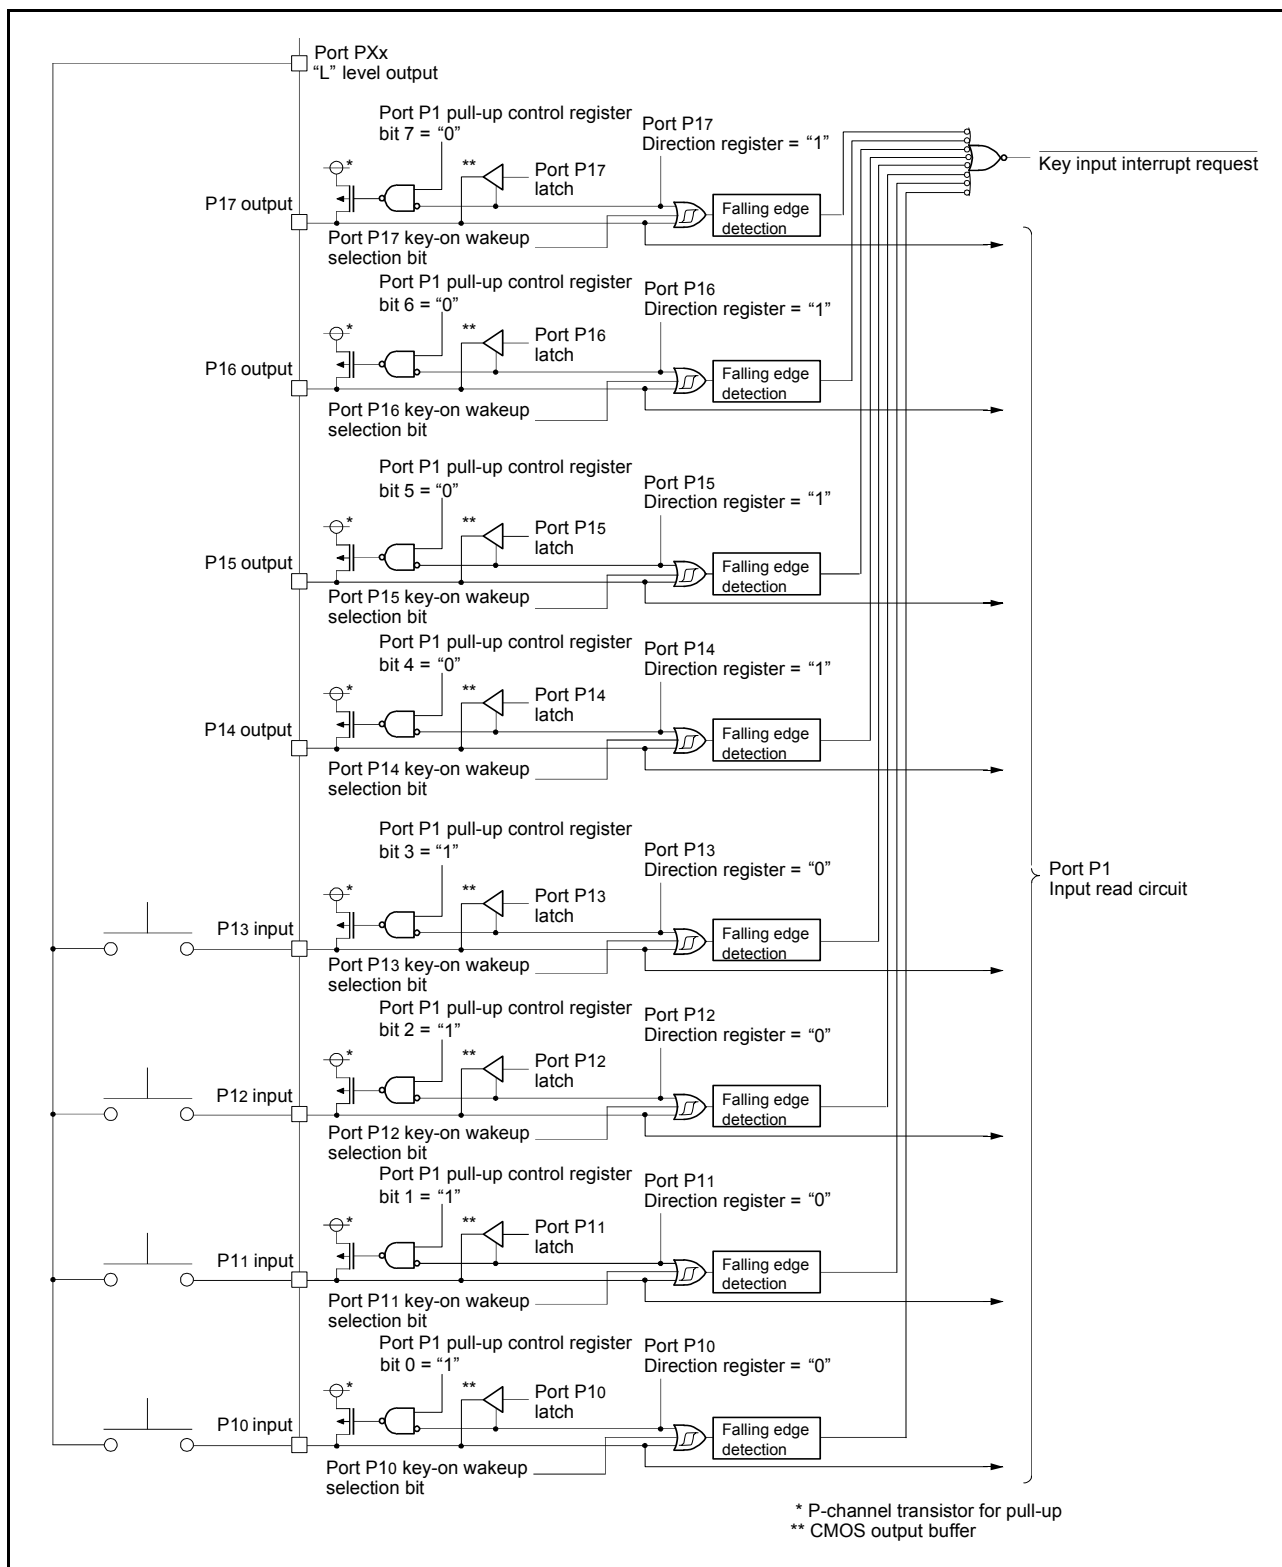 Port PXx
“L” level output
Port P1 pull-up control register
bit 7 = “0”
Port P17
Direction register = “1”
*
**
Port P17
latch
Key input interrupt request
P17 output
Falling edge
detection
Port P17 key-on wakeup
selection bit
Port P1 pull-up control register
bit 6 = “0”
Port P16
Direction register = “1”
*
**
Port P16
latch
P16 output
Falling edge
detection
Port P16 key-on wakeup
selection bit
Port P1 pull-up control register
bit 5 = “0”
Port P15
Direction register = “1”
*
**
Port P15
latch
P15 output
Falling edge
detection
Port P15 key-on wakeup
selection bit
Port P1 pull-up control register
bit 4 = “0”
Port P14
Direction register = “1”
*
**
Port P14
latch
P14 output
Falling edge
detection
Port P14 key-on wakeup
selection bit
Port P1 pull-up control register
bit 3 = “1”
Port P13
Direction register = “0”
*
**
Port P13
latch
Port P1
Input read circuit
P13 input
Falling edge
detection
Port P13 key-on wakeup
selection bit
Port P1 pull-up control register
bit 2 = “1”
Port P12
Direction register = “0”
*
**
Port P12
latch
P12 input
Falling edge
detection
Port P12 key-on wakeup
selection bit
Port P1 pull-up control register
bit 1 = “1”
Port P11
Direction register = “0”
*
**
Port P11
latch
P11 input
Falling edge
detection
Port P11 key-on wakeup
selection bit
Port P1 pull-up control register
bit 0 = “1”
Port P10
Direction register = “0”
*
**
Port P10
latch
P10 input
Falling edge
detection
Port P10 key-on wakeup
selection bit
* P-channel transistor for pull-up
** CMOS output buffer